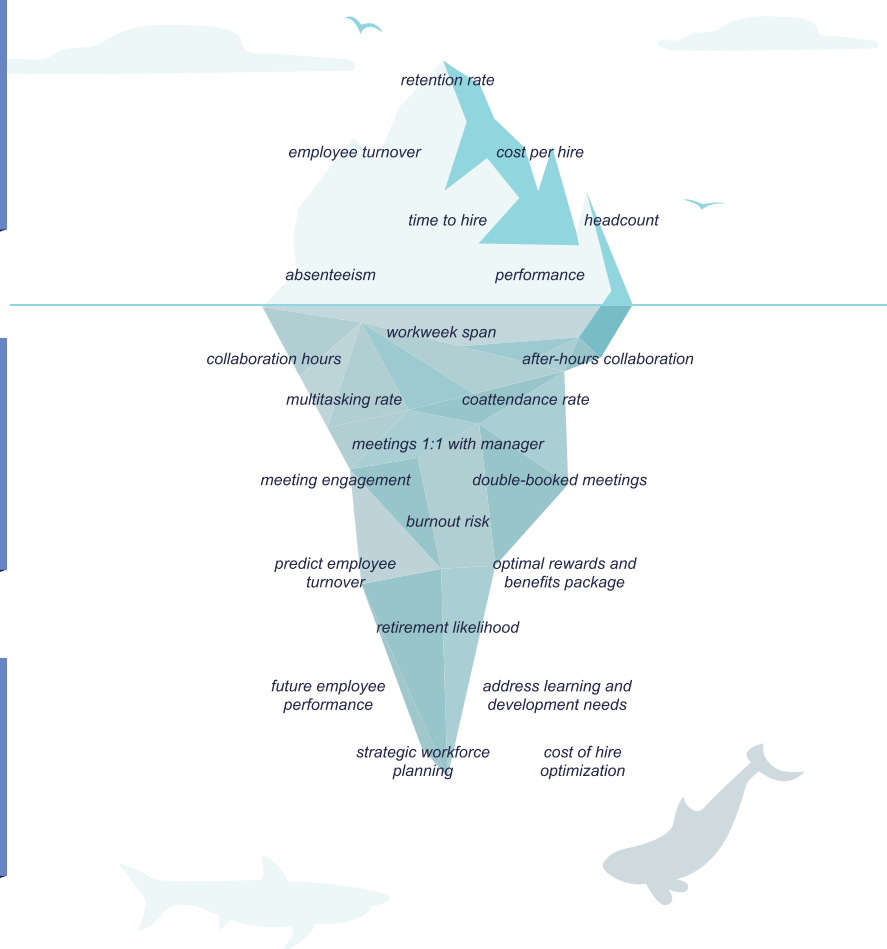 retention rate
employee turnover
cost per hire
time to hire
headcount
absenteeism
performance
workweek span
collaboration hours
after-hours collaboration
multitasking rate
coattendance rate
meetings 1:1 with manager
meeting engagement
double-booked meetings
burnout risk
predict employee
turnover
optimal rewards and
benefits package
retirement likelihood
future employee
performance
address learning and
development needs
strategic workforce
planning
cost of hire
optimization